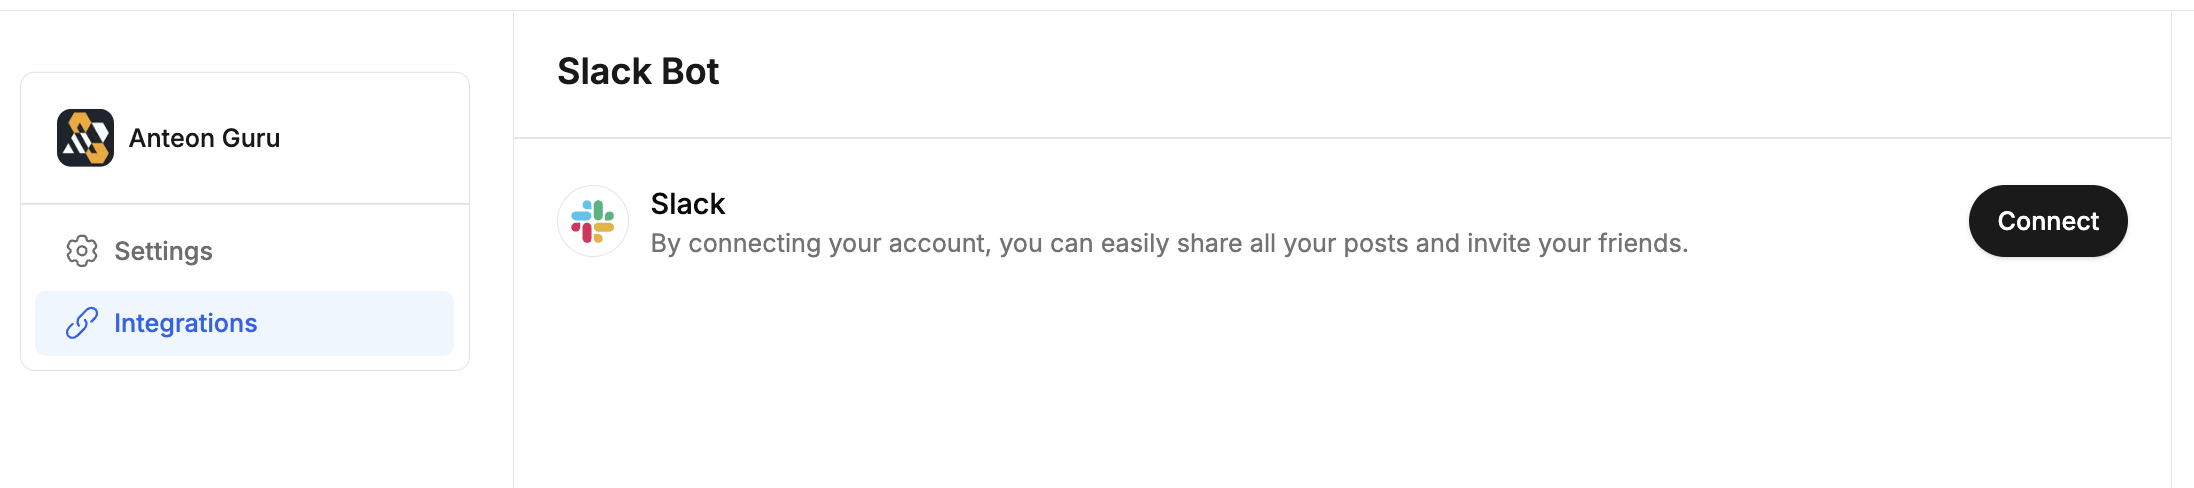 Anteon Guru
Settings
Integrations
Slack Bot
Slack
By connecting your account, you can easily share all your posts and invite your friends.
Connect